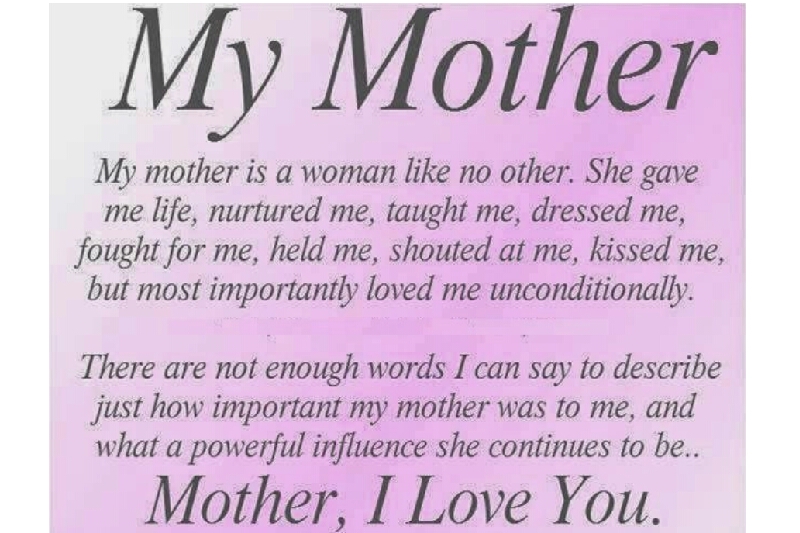 My Mother
My mother is a woman like no other. She gave
me life, nurtured me, taught me, dressed me,
fought for me, held me, shouted at me, kissed me,
but most importantly loved me unconditionally.
There are not enough words I can say to describe
just how important my mother was to me, and
what a powerful influence she continues to be..
Mother, I Love You.